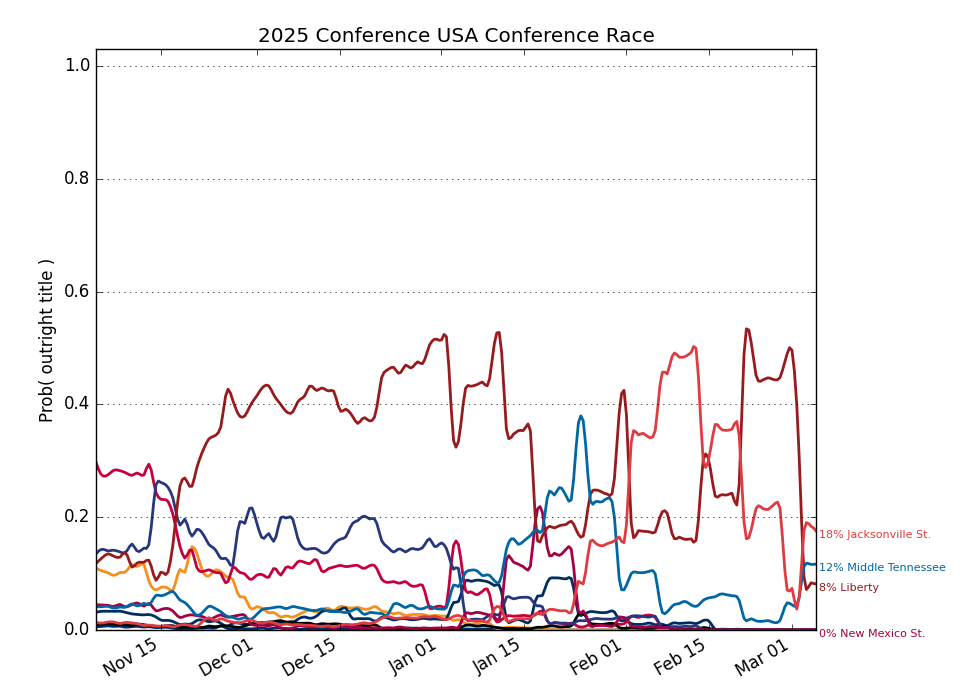 2025 Conference USA Conference Race
Prob( outright title )
1.0
0.8
0.6
0.4
0.2
0.0
18% Jacksonville St.
12% Middle Tennessee
8% Liberty
0% New Mexico St.
Nov 15
Dec 01
Dec 15
Jan 01
Jan 15
Feb 01
Feb 15
Mar 01